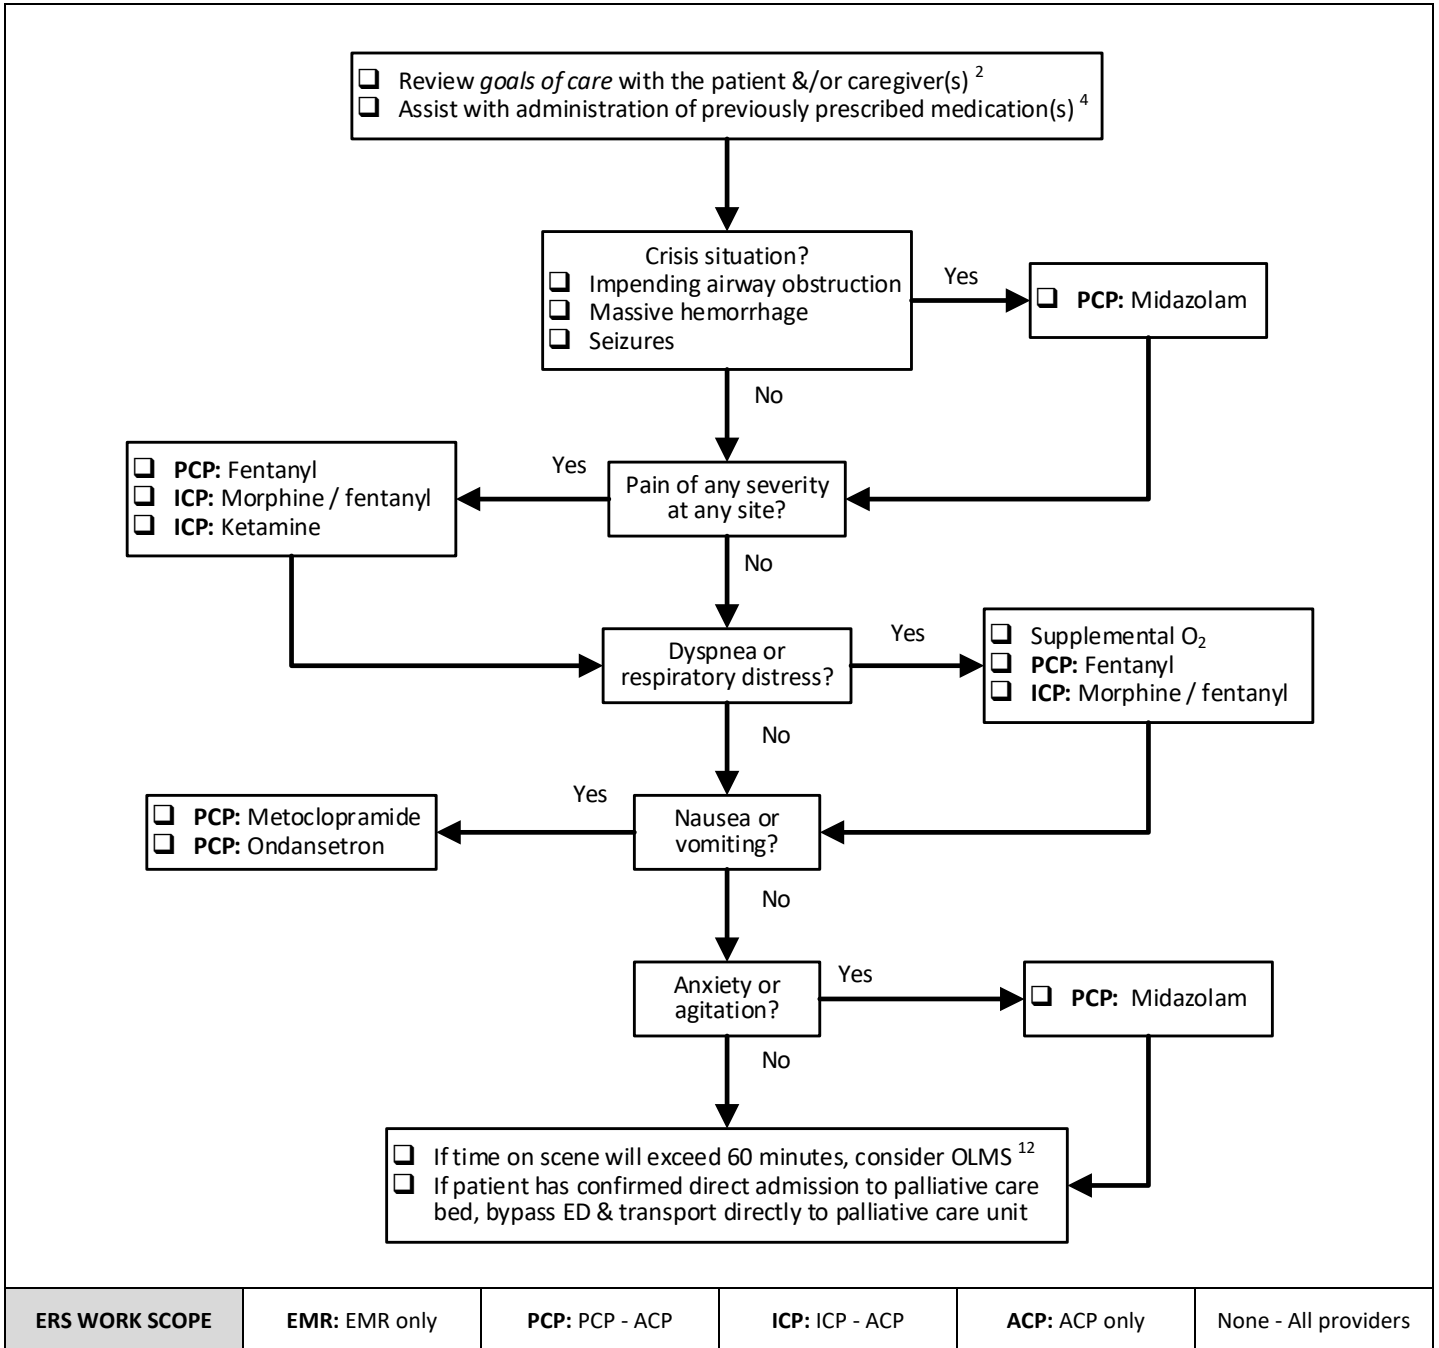 ❑ Review goals of care with the patient &/or caregiver(s) 2
❑ Assist with administration of previously prescribed medication(s) 4
Crisis situation?
❑ Impending airway obstruction
❑ Massive hemorrhage
❑ Seizures
Yes
❑ PCP: Midazolam
No
Pain of any severity
at any site?
Yes
❑ PCP: Fentanyl
❑ ICP: Morphine / fentanyl
❑ ICP: Ketamine
No
Dyspnea or
respiratory distress?
Yes
❑ Supplemental O2
❑ PCP: Fentanyl
❑ ICP: Morphine / fentanyl
No
Nausea or
vomiting?
Yes
❑ PCP: Metoclopramide
❑ PCP: Ondansetron
No
Anxiety or
agitation?
Yes
❑ PCP: Midazolam
No
❑ If time on scene will exceed 60 minutes, consider OLMS 12
❑ If patient has confirmed direct admission to palliative care
bed, bypass ED & transport directly to palliative care unit
ERS WORK SCOPE
EMR: EMR only
PCP: PCP - ACP
ICP: ICP - ACP
ACP: ACP only
None - All providers